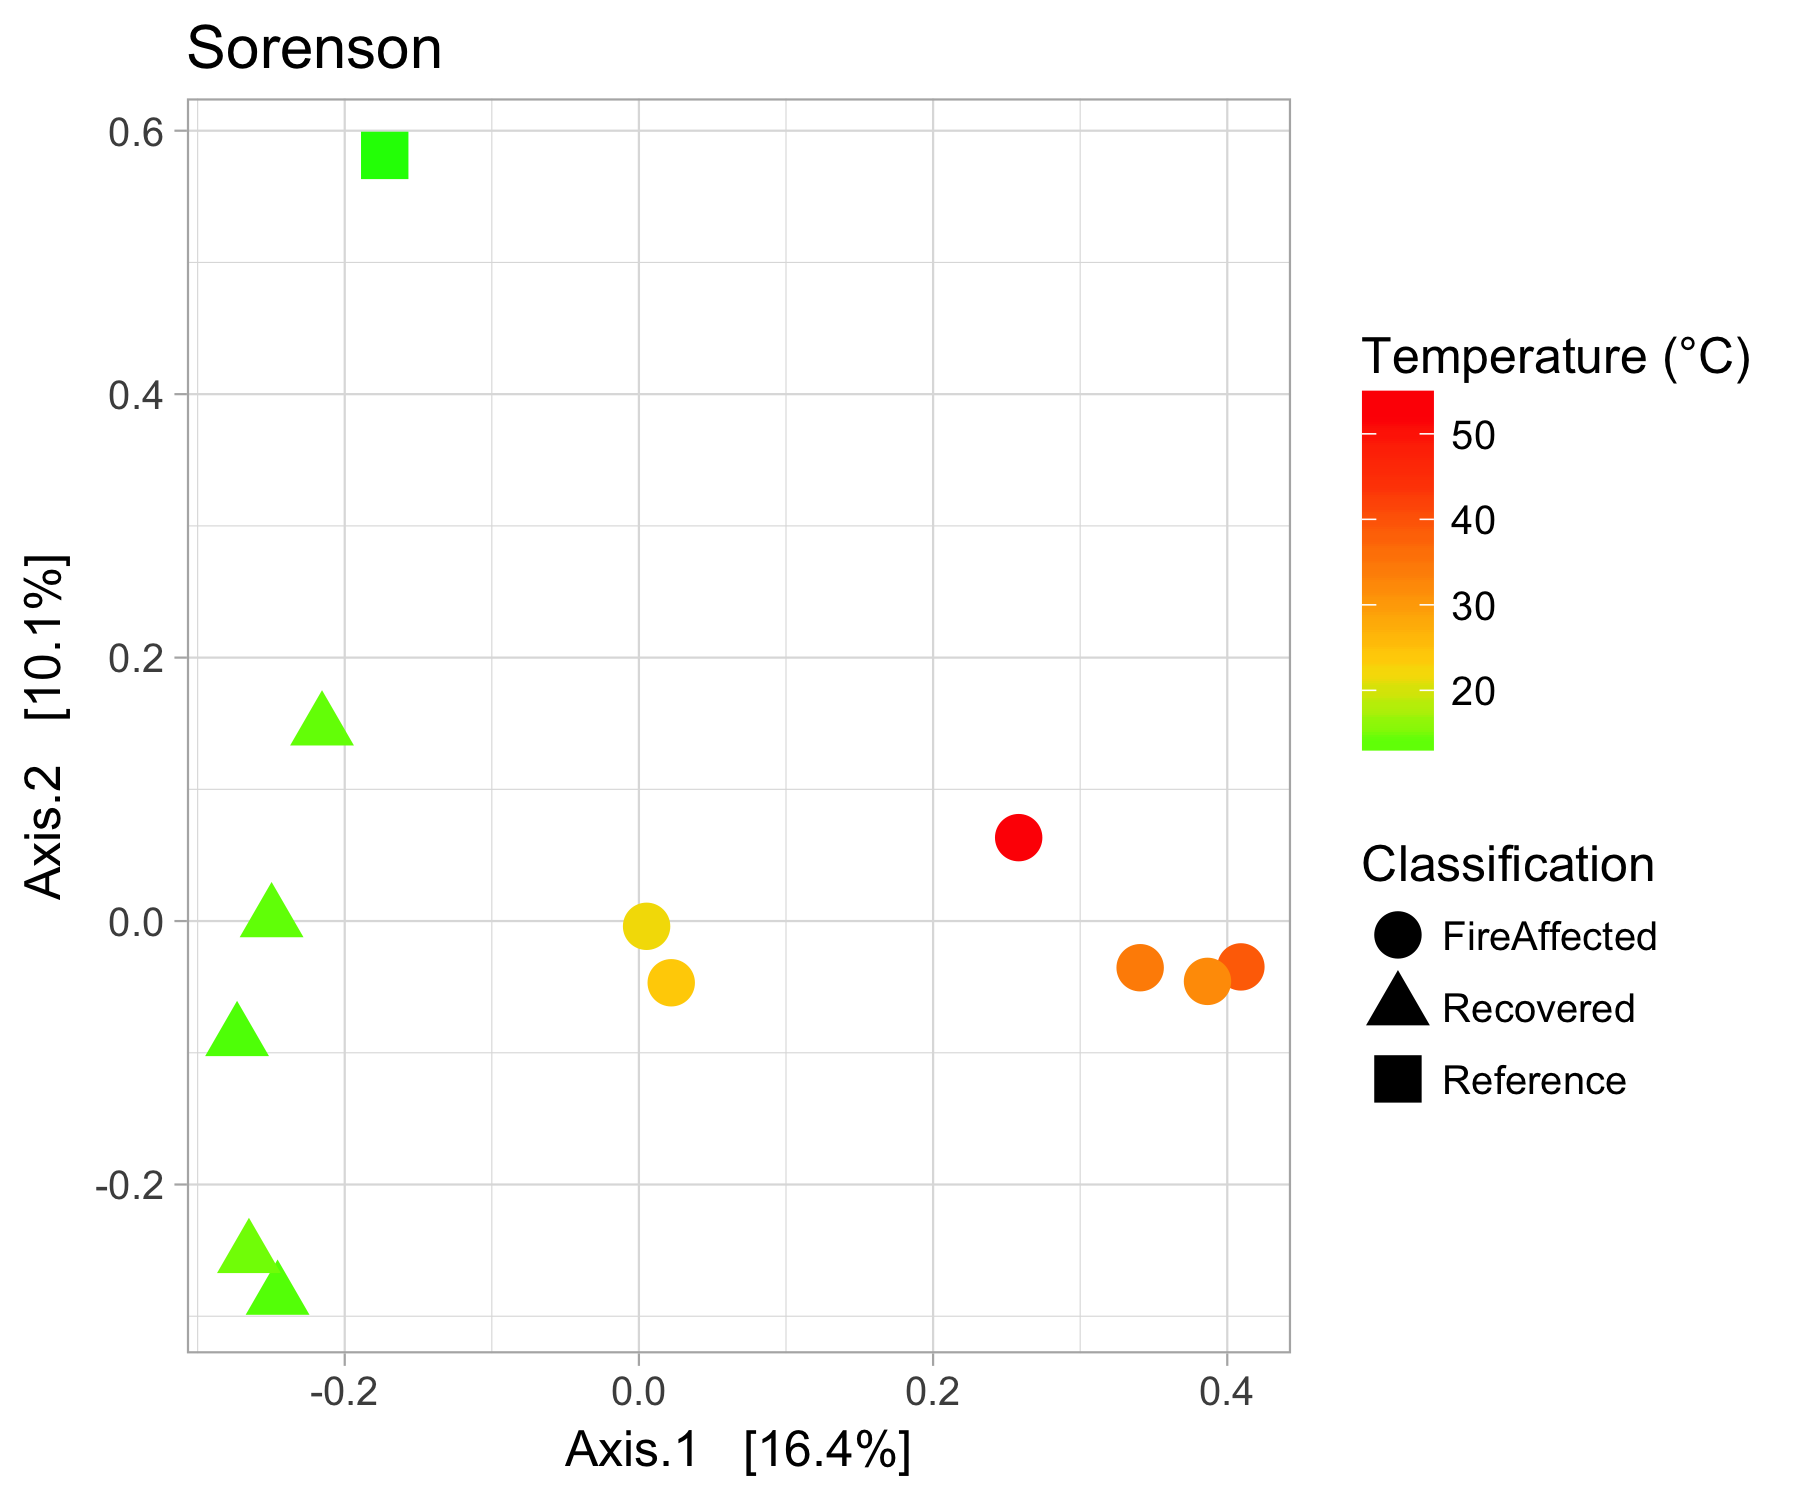 Sorenson
0.6
0.4
0.2
0.0
-0.2
Axis.2 [10.1%]
-0.2 0.0 0.2 0.4
Axis.1 [16.4%]
Temperature (°C)
50
40
30
20
Classification
FireAffected
Recovered
Reference